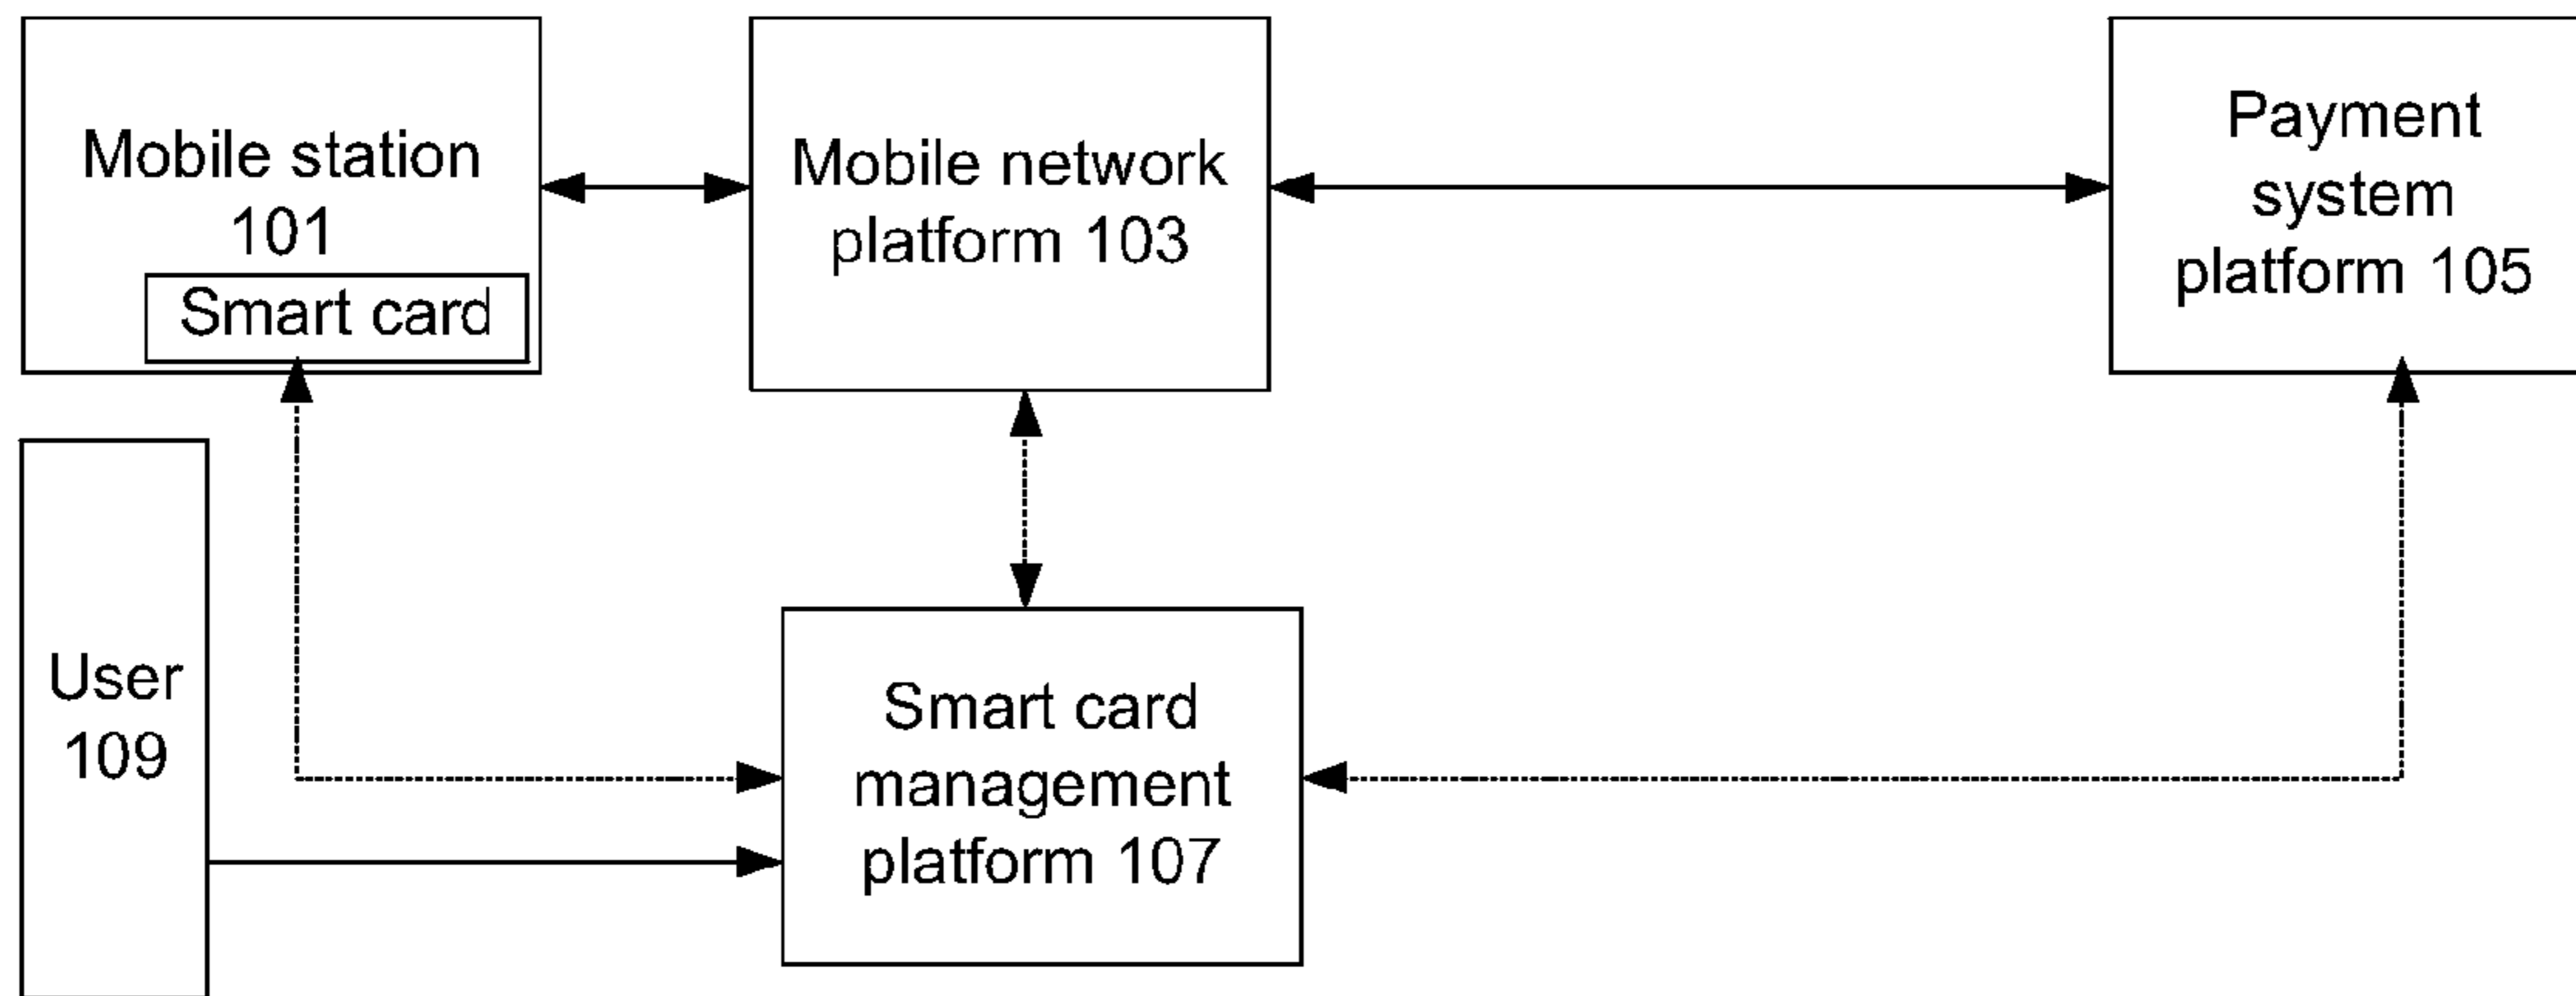 Mobile station
101
Smart card
Mobile network
platform 103
Payment
system
platform 105
User
109
Smart card
management
platform 107